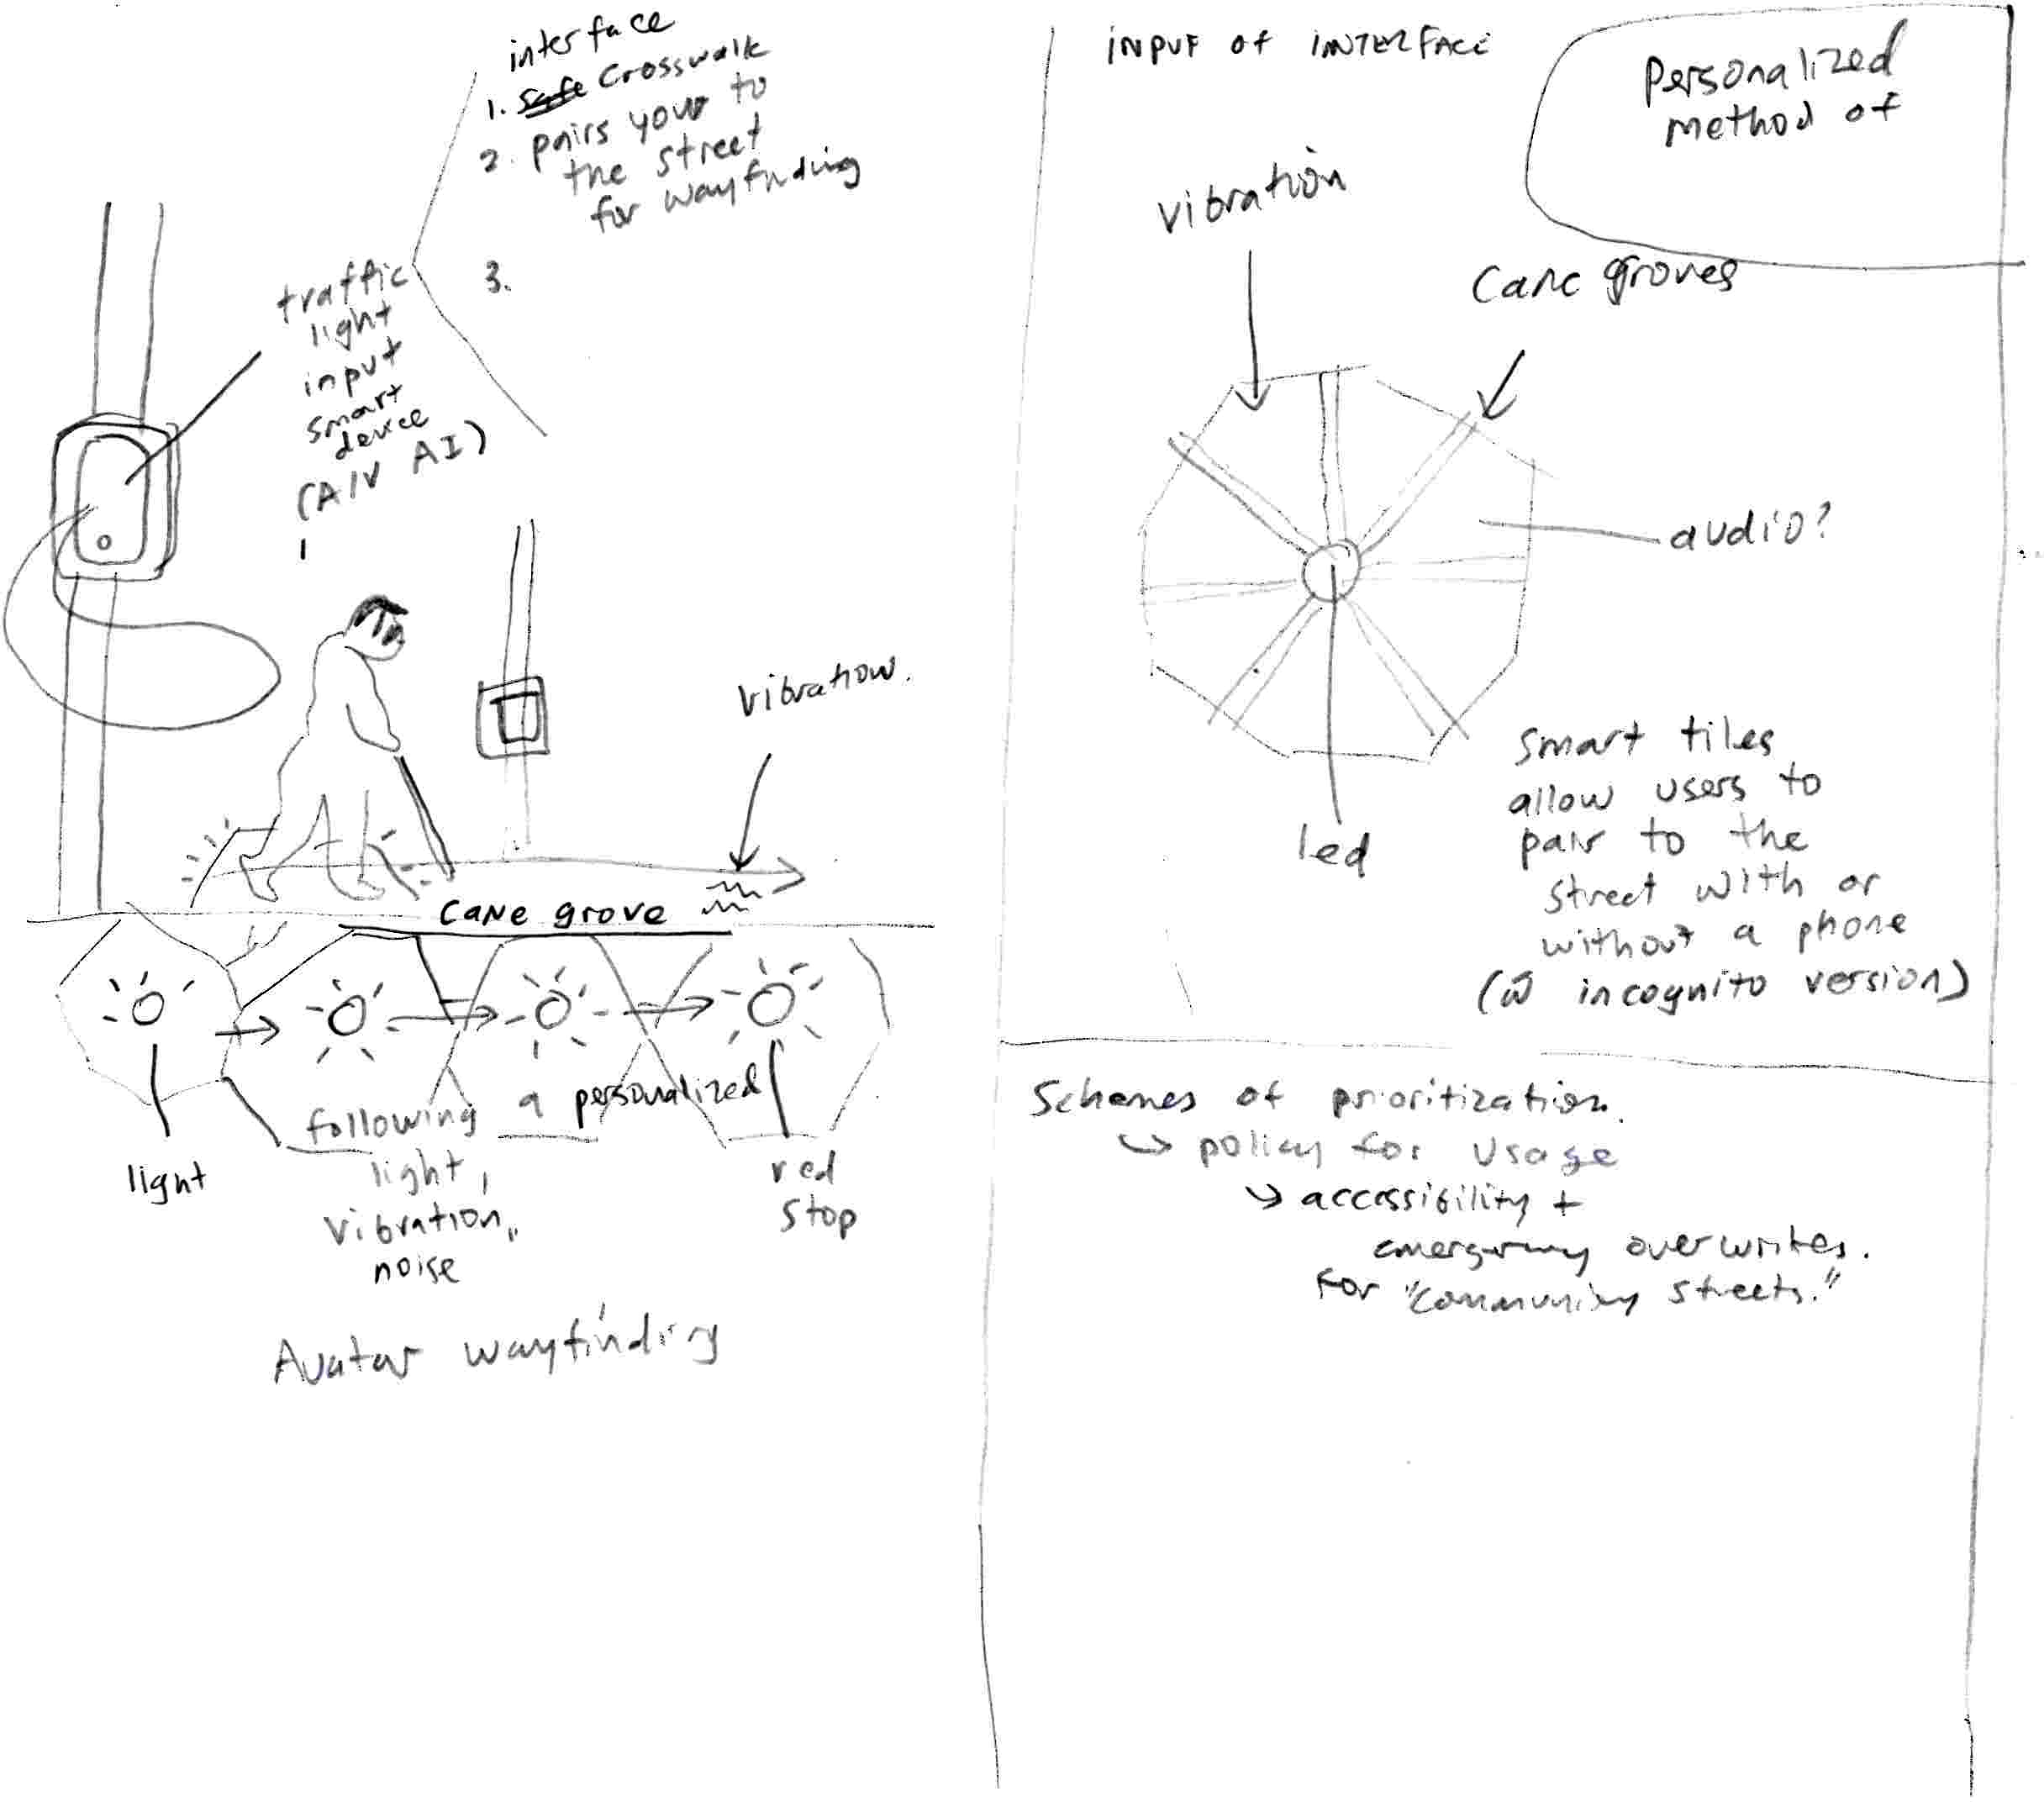 interface
1. Crosswalk
2. pairs you to
the street
for wayfinding
3.
traffic
light
input
smart
device
(A/V AI)
vibration.
cane grove
following a personalized
light,
vibration,
noise
light
red
stop
Avatar wayfinding
INPUT OF INTERFACE
Personalized
method of
vibration
Cane groves
audio?
led
Smart tiles
allow users to
pair to the
street with or
without a phone
(w incognito version)
Schemes of prioritization.
↳ policy for usage
↳ accessibility +
emergency overwrites.
For "community streets."